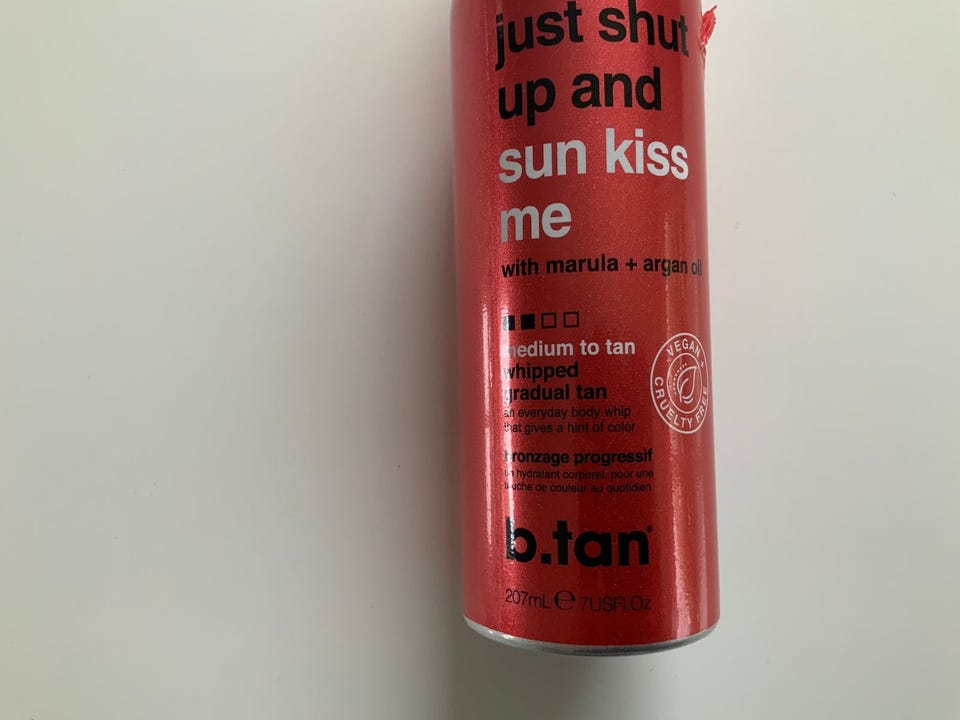 just shut
up and
sun kiss
me
with marula + argan oil
medium to tan
whipped
gradual tan
an everyday body whip
that gives a hint of color
bronzage progressif
un hydratant corporel, pour une
touche de couleur au quotidien
VEGAN
CRUELTY FREE
b.tan
207mL ℮ 7USFl.Oz